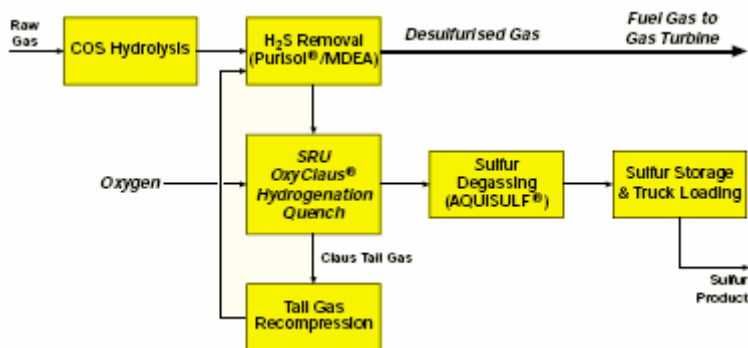 Raw
Gas
COS Hydrolysis
H₂S Removal
(Purisol®/MDEA)
Desulfurised Gas
Fuel Gas to
Gas Turbine
Oxygen
SRU
OxyClaus®
Hydrogenation
Quench
Sulfur
Degassing
(AQUISULF®)
Sulfur Storage
& Truck Loading
Claus Tail Gas
Sulfur
Product
Tail Gas
Recompression